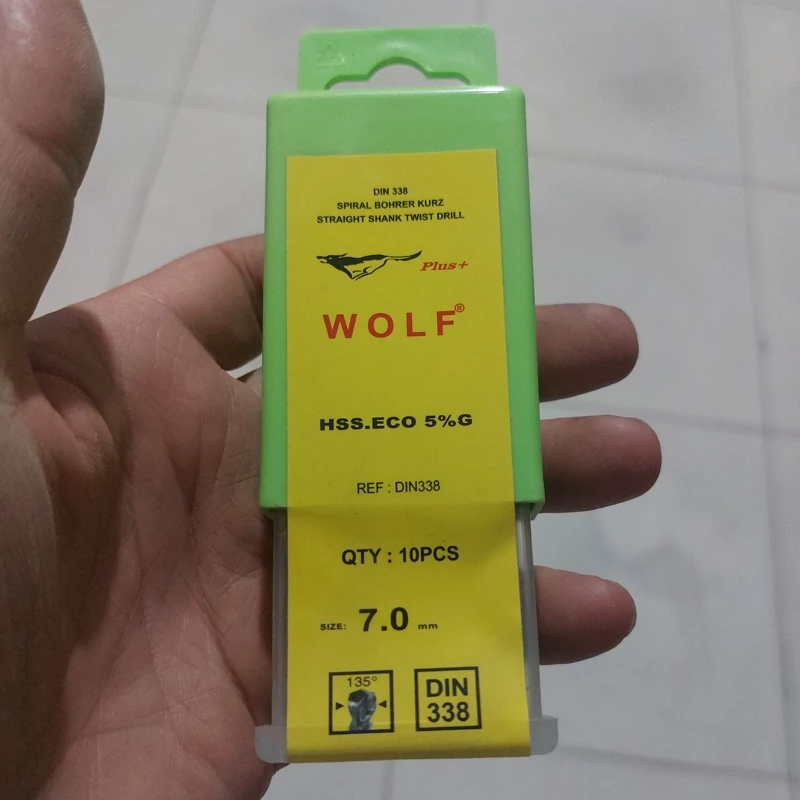 DIN 338
SPIRAL BOHRER KURZ
STRAIGHT SHANK TWIST DRILL
Plus+
WOLF®
HSS.ECO 5%G
REF : DIN338
QTY : 10PCS
SIZE: 7.0 mm
135°
DIN
338